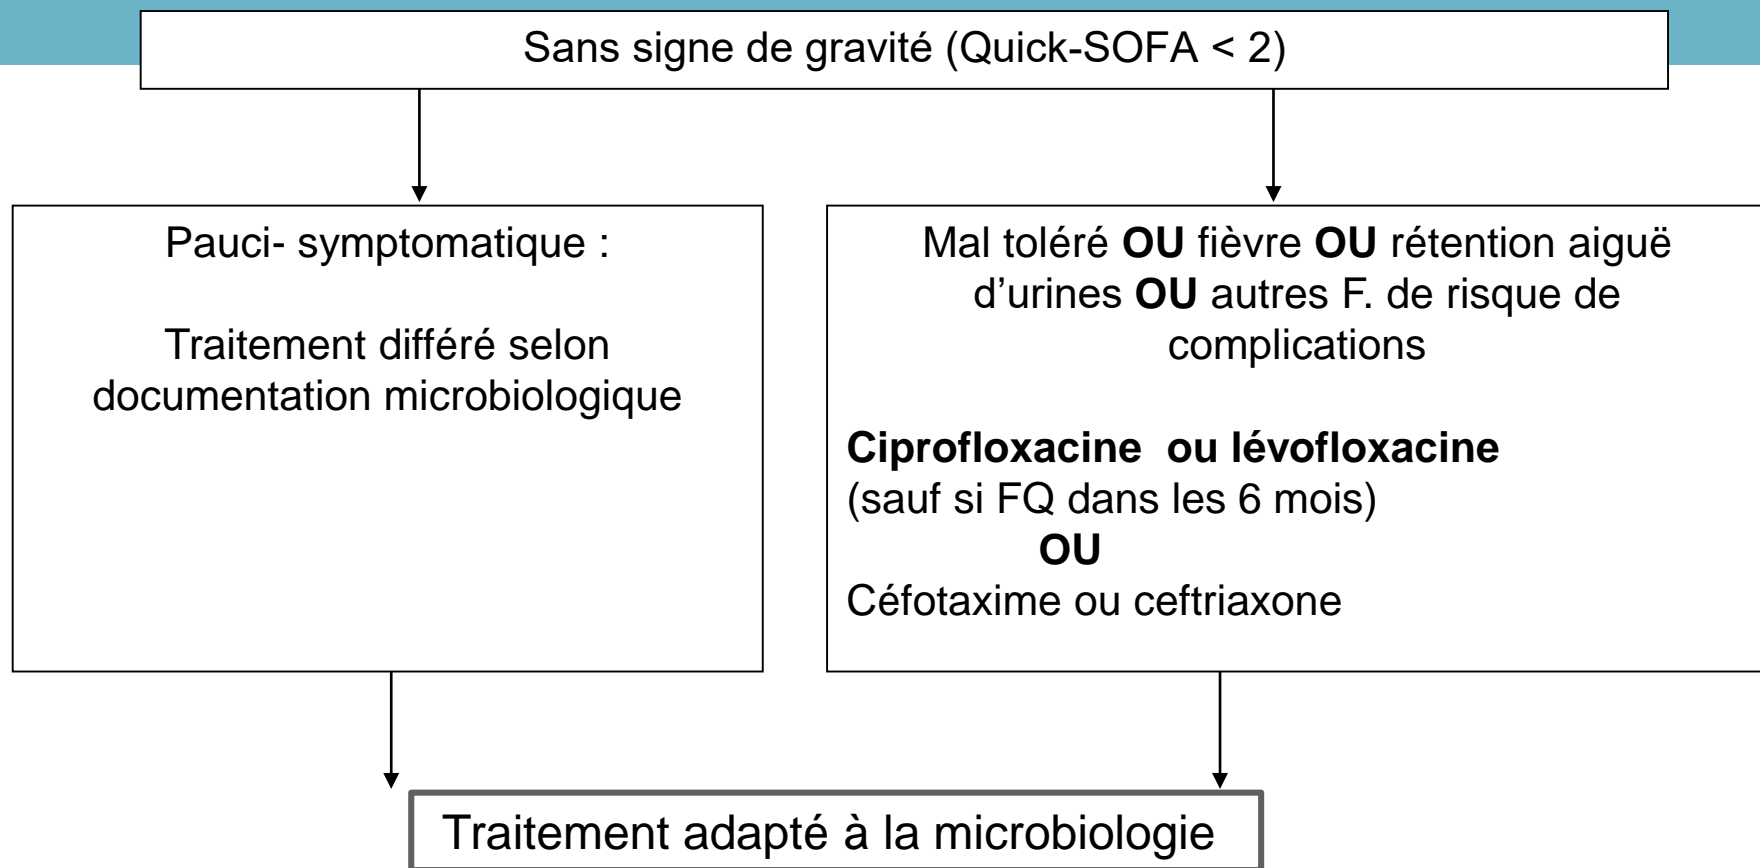 Sans signe de gravité (Quick-SOFA < 2)
Pauci- symptomatique :
Traitement différé selon
documentation microbiologique
Mal toléré OU fièvre OU rétention aiguë
d’urines OU autres F. de risque de
complications
Ciprofloxacine ou lévofloxacine
(sauf si FQ dans les 6 mois)
OU
Céfotaxime ou ceftriaxone
Traitement adapté à la microbiologie